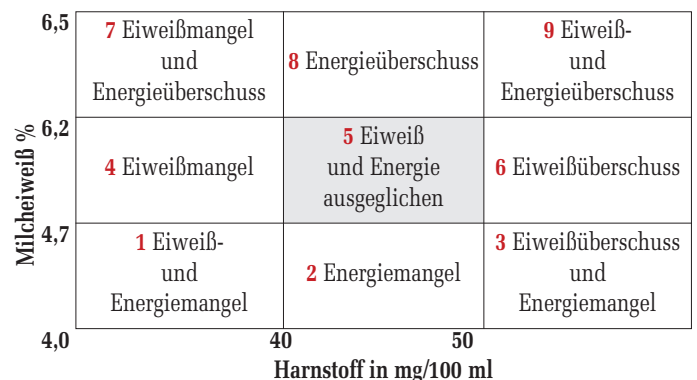 6,5
7 Eiweißmangel
und
Energieüberschuss
8 Energieüberschuss
9 Eiweiß-
und
Energieüberschuss
6,2
4 Eiweißmangel
5 Eiweiß
und Energie
ausgeglichen
6 Eiweißüberschuss
4,7
1 Eiweiß-
und
Energiemangel
2 Energiemangel
3 Eiweißüberschuss
und
Energiemangel
4,0
40
50
Milcheiweiß %
Harnstoff in mg/100 ml